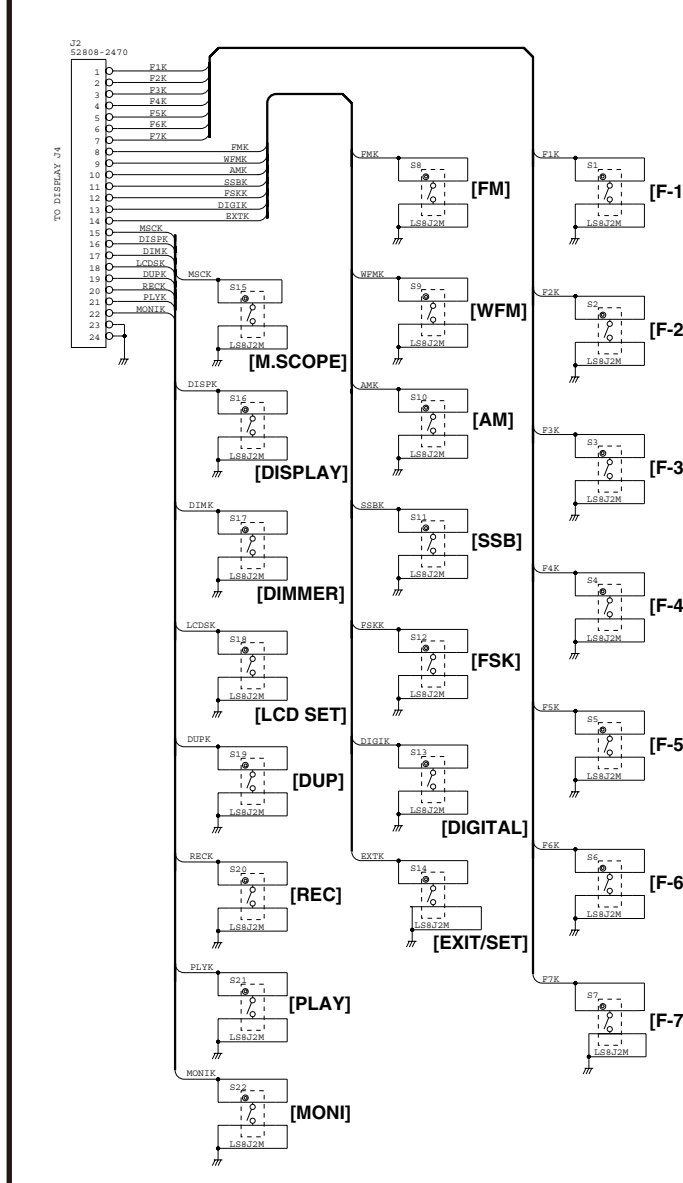 J2
52808-2470
TO DISPLAY J4
1 F1K
2 F2K
3 F3K
4 F4K
5 F5K
6 F6K
7 F7K
8 FMK
9 WFMK
10 AMK
11 SSBK
12 FSKK
13 DIGIK
14 EXTK
15 MSCK
16 DISPK
17 DIMK
18 LCDSK
19 DUPK
20 RECK
21 PLYK
22 MONIK
23
24
MSCK
S15
LS8J2M
[M.SCOPE]
DISPK
S16
LS8J2M
[DISPLAY]
DIMK
S17
LS8J2M
[DIMMER]
LCDSK
S18
LS8J2M
[LCD SET]
DUPK
S19
LS8J2M
[DUP]
RECK
S20
LS8J2M
[REC]
PLYK
S21
LS8J2M
[PLAY]
MONIK
S22
LS8J2M
[MONI]
FMK
S8
LS8J2M
[FM]
WFMK
S9
LS8J2M
[WFM]
AMK
S10
LS8J2M
[AM]
SSBK
S11
LS8J2M
[SSB]
FSKK
S12
LS8J2M
[FSK]
DIGIK
S13
LS8J2M
[DIGITAL]
EXTK
S14
LS8J2M
[EXIT/SET]
F1K
S1
LS8J2M
[F-1
F2K
S2
LS8J2M
[F-2
F3K
S3
LS8J2M
[F-3
F4K
S4
LS8J2M
[F-4
F5K
S5
LS8J2M
[F-5
F6K
S6
LS8J2M
[F-6
F7K
S7
LS8J2M
[F-7